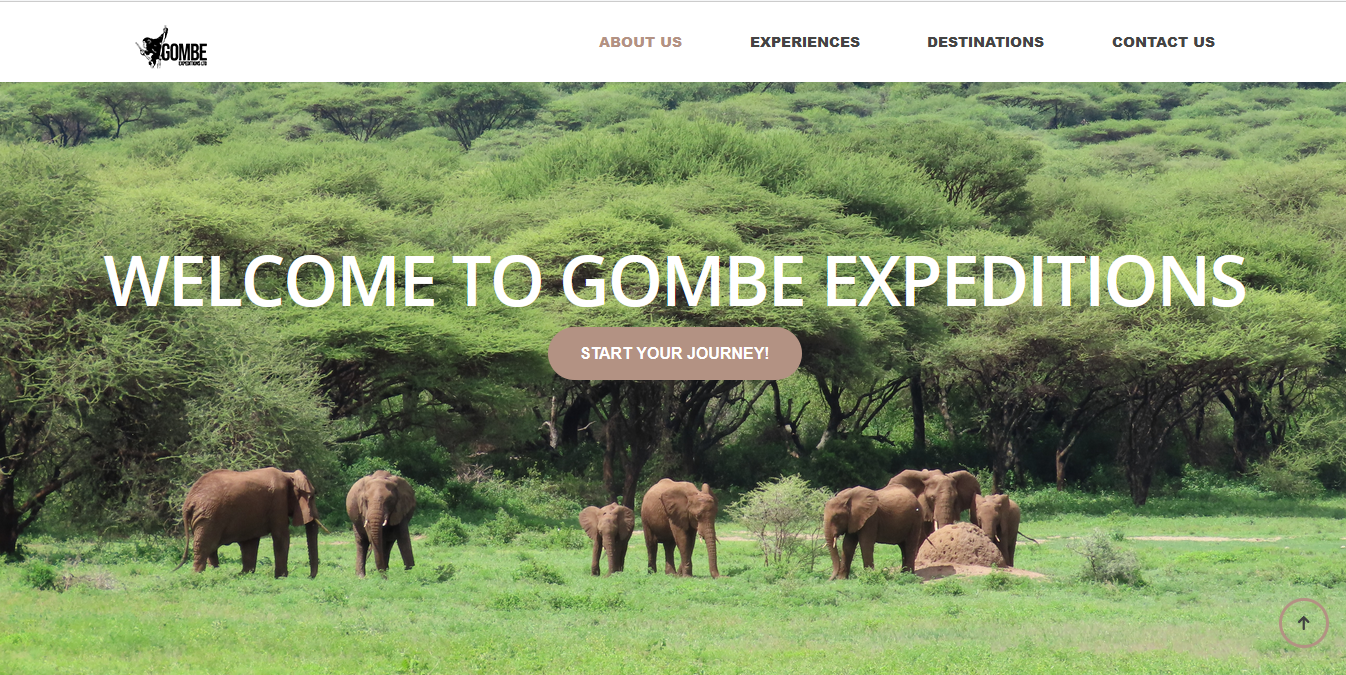 GOMBE
EXPEDITIONS LTD
ABOUT US
EXPERIENCES
DESTINATIONS
CONTACT US
WELCOME TO GOMBE EXPEDITIONS
START YOUR JOURNEY!